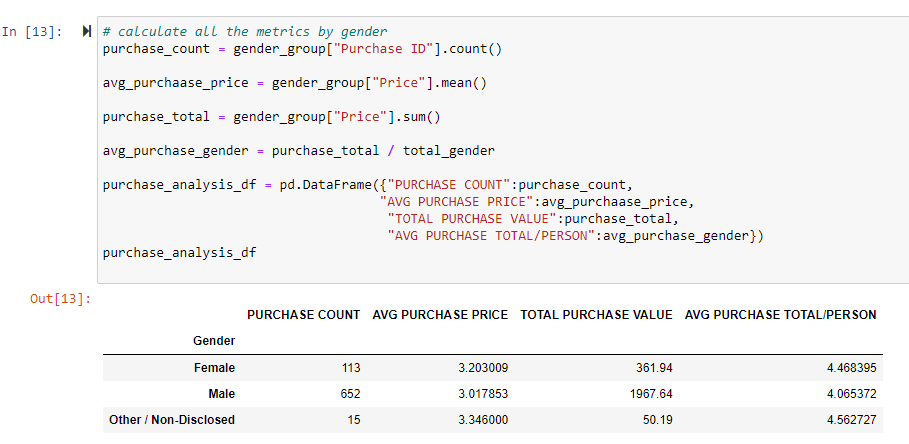 In [13]: # calculate all the metrics by gender
purchase_count = gender_group["Purchase ID"].count()
avg_purchaase_price = gender_group["Price"].mean()
purchase_total = gender_group["Price"].sum()
avg_purchase_gender = purchase_total / total_gender
purchase_analysis_df = pd.DataFrame({"PURCHASE COUNT":purchase_count,
"AVG PURCHASE PRICE":avg_purchaase_price,
"TOTAL PURCHASE VALUE":purchase_total,
"AVG PURCHASE TOTAL/PERSON":avg_purchase_gender})
purchase_analysis_df
Out[13]:
PURCHASE COUNT AVG PURCHASE PRICE TOTAL PURCHASE VALUE AVG PURCHASE TOTAL/PERSON
Gender
Female 113 3.203009 361.94 4.468395
Male 652 3.017853 1967.64 4.065372
Other / Non-Disclosed 15 3.346000 50.19 4.562727